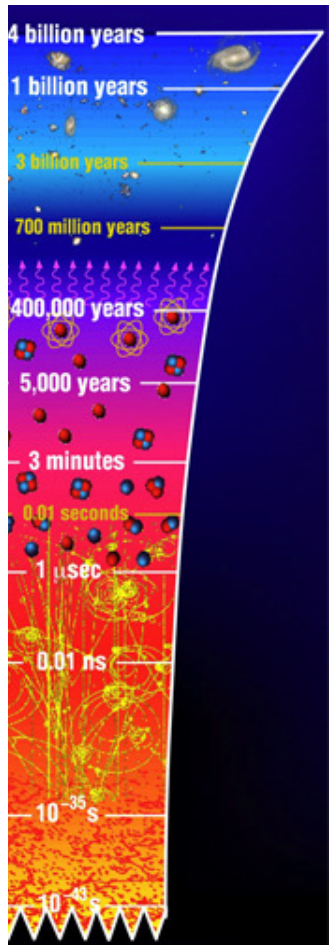 4 billion years
1 billion years
3 billion years
700 million years
400,000 years
5,000 years
3 minutes
0.01 seconds
1 μsec
0.01 ns
10⁻³⁵s
10⁻⁴³s